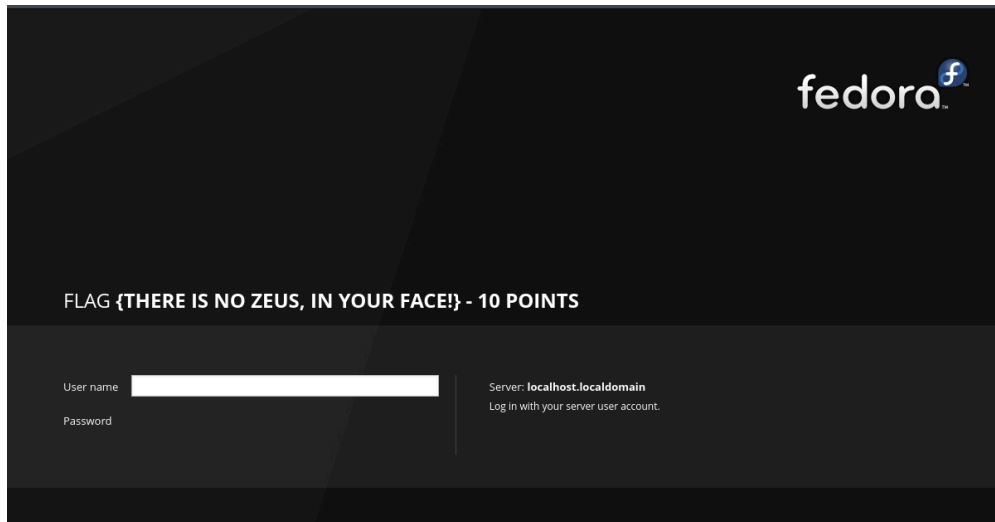 fedora
FLAG {THERE IS NO ZEUS, IN YOUR FACE!} - 10 POINTS
User name
Password
Server: localhost.localdomain
Log in with your server user account.